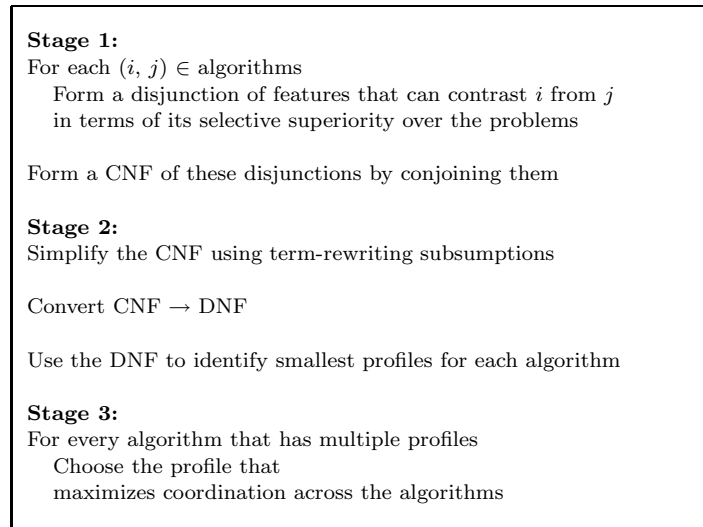 Stage 1:
For each (i, j) ∈ algorithms
Form a disjunction of features that can contrast i from j
in terms of its selective superiority over the problems
Form a CNF of these disjunctions by conjoining them
Stage 2:
Simplify the CNF using term-rewriting subsumptions
Convert CNF → DNF
Use the DNF to identify smallest profiles for each algorithm
Stage 3:
For every algorithm that has multiple profiles
Choose the profile that
maximizes coordination across the algorithms